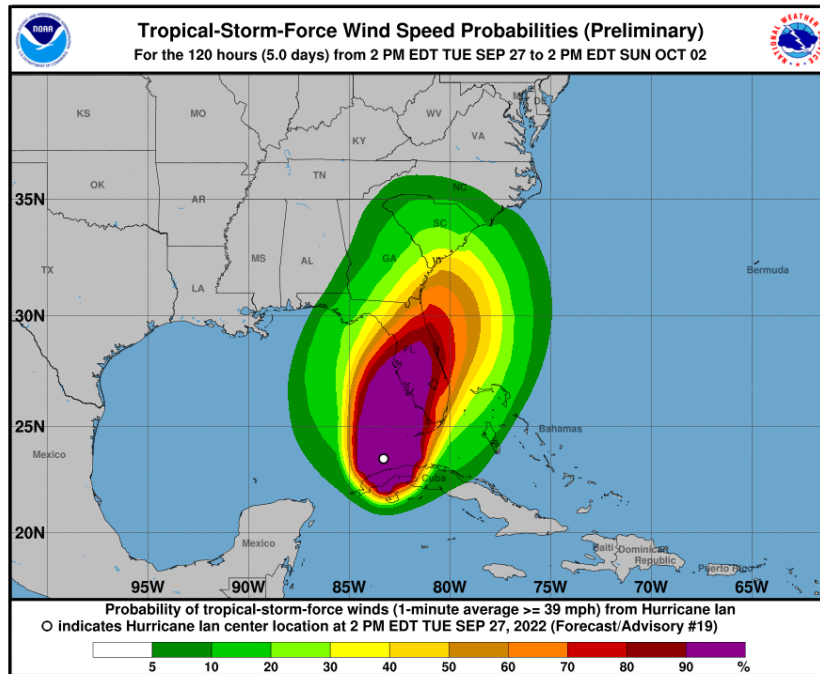 Tropical-Storm-Force Wind Speed Probabilities (Preliminary)
For the 120 hours (5.0 days) from 2 PM EDT TUE SEP 27 to 2 PM EDT SUN OCT 02
NOAA
KS
MO
WV
DE
KY
VA
OK
TN
NC
35N
AR
SC
TX
MS
AL
GA
LA
Bermuda
30N
FL
25N
Mexico
Bahamas
Cuba
20N
Mexico
Haiti
Dominican
Republic
Puerto Rico
95W
90W
85W
80W
75W
70W
65W
Probability of tropical-storm-force winds (1-minute average >= 39 mph) from Hurricane Ian
indicates Hurricane Ian center location at 2 PM EDT TUE SEP 27, 2022 (Forecast/Advisory #19)
5
10
20
30
40
50
60
70
80
90
%